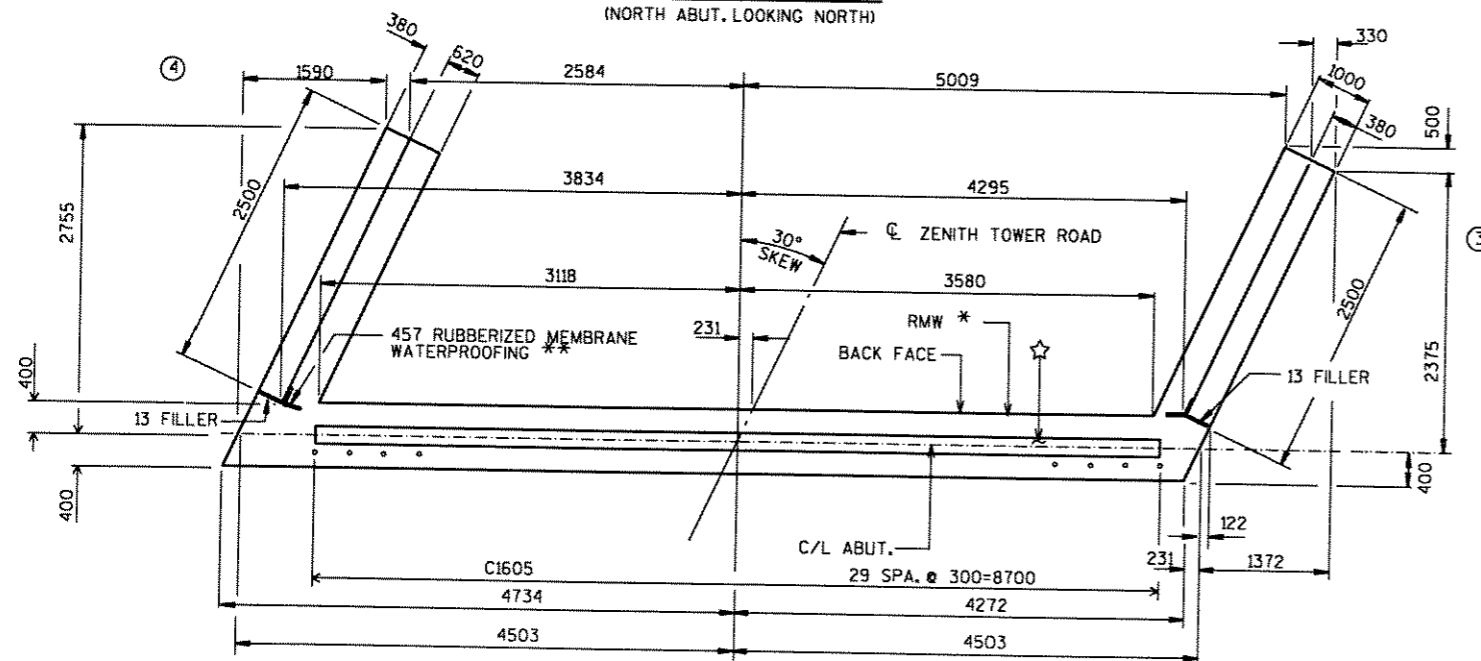 (NORTH ABUT. LOOKING NORTH)
380
620
330
④
1590
2584
5009
1000
380
500
2755
2500
3834
4295
℄ ZENITH TOWER ROAD
30°
SKEW
③
3118
3580
2500
2375
231
RMW *
457 RUBBERIZED MEMBRANE
WATERPROOFING **
BACK FACE
400
13 FILLER
13 FILLER
400
400
C/L ABUT.
122
231
1372
C1605
29 SPA. @ 300=8700
4734
4272
4503
4503